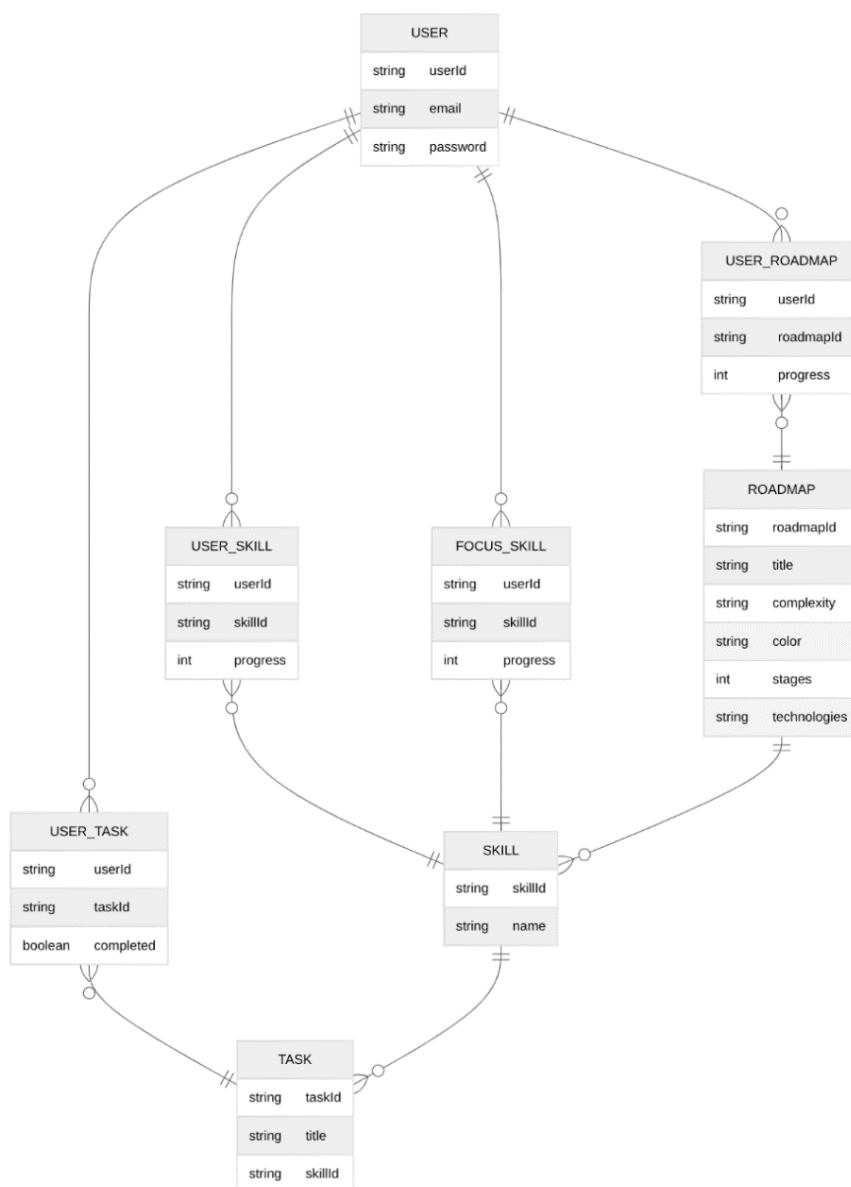 USER
string userId
string email
string password
USER_ROADMAP
string userId
string roadmapId
int progress
ROADMAP
string roadmapId
string title
string complexity
string color
int stages
string technologies
USER_SKILL
string userId
string skillId
int progress
FOCUS_SKILL
string userId
string skillId
int progress
USER_TASK
string userId
string taskId
boolean completed
SKILL
string skillId
string name
TASK
string taskId
string title
string skillId